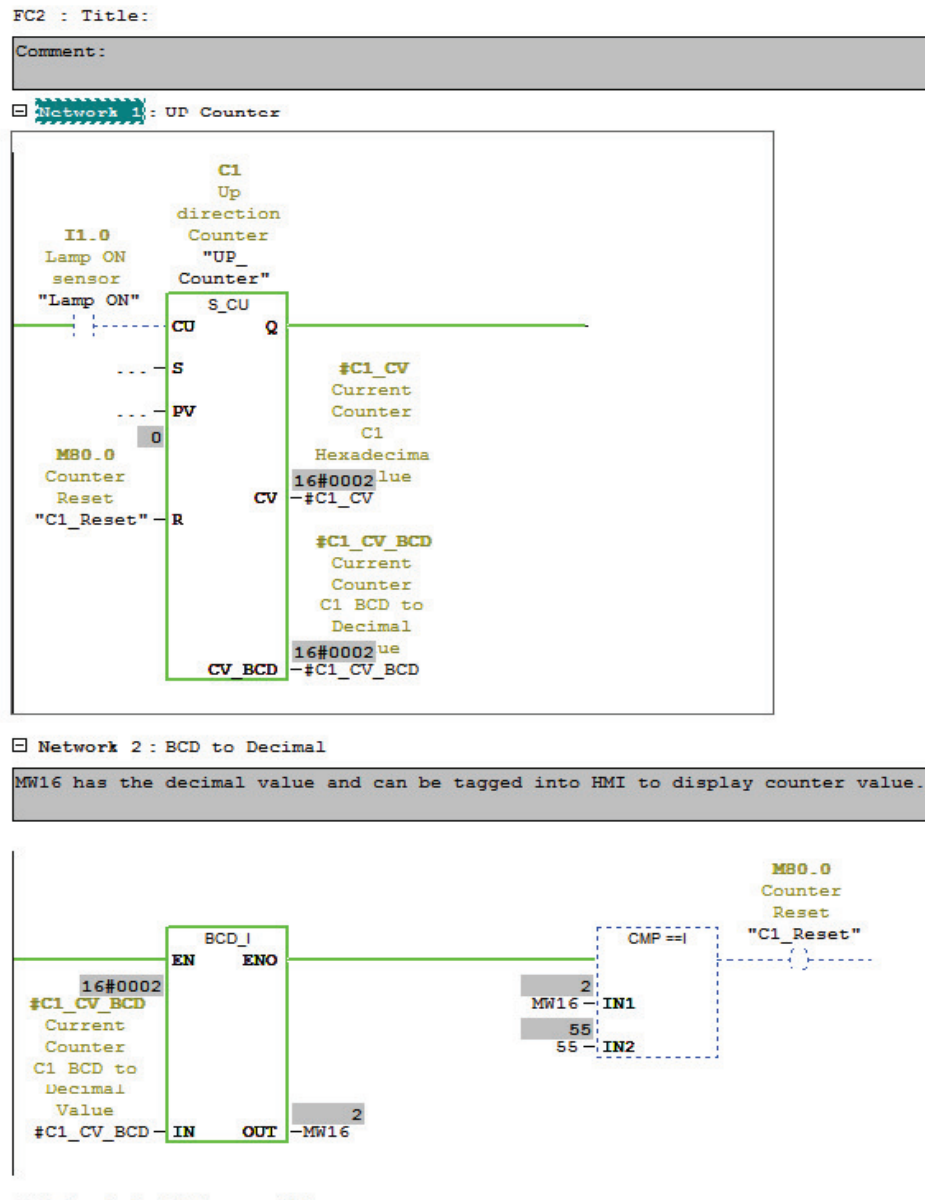 FC2 : Title:
Comment:
Network 1: UP Counter
C1
Up
direction
Counter
"UP_
Counter"
I1.0
Lamp ON
sensor
"Lamp ON"
S_CU
CU Q
... S
... PV
0
M80.0
Counter
Reset
"C1_Reset" R
#C1_CV
Current
Counter
C1
Hexadecima
16#0002 lue
CV #C1_CV
#C1_CV_BCD
Current
Counter
C1 BCD to
Decimal
16#0002 ue
CV_BCD #C1_CV_BCD
Network 2 : BCD to Decimal
MW16 has the decimal value and can be tagged into HMI to display counter value.
M80.0
Counter
Reset
"C1_Reset"
BCD_I
EN ENO
16#0002
#C1_CV_BCD
Current
Counter
C1 BCD to
Decimal
Value
#C1_CV_BCD IN OUT MW16
2
CMP ==I
2
MW16 IN1
55
55 IN2